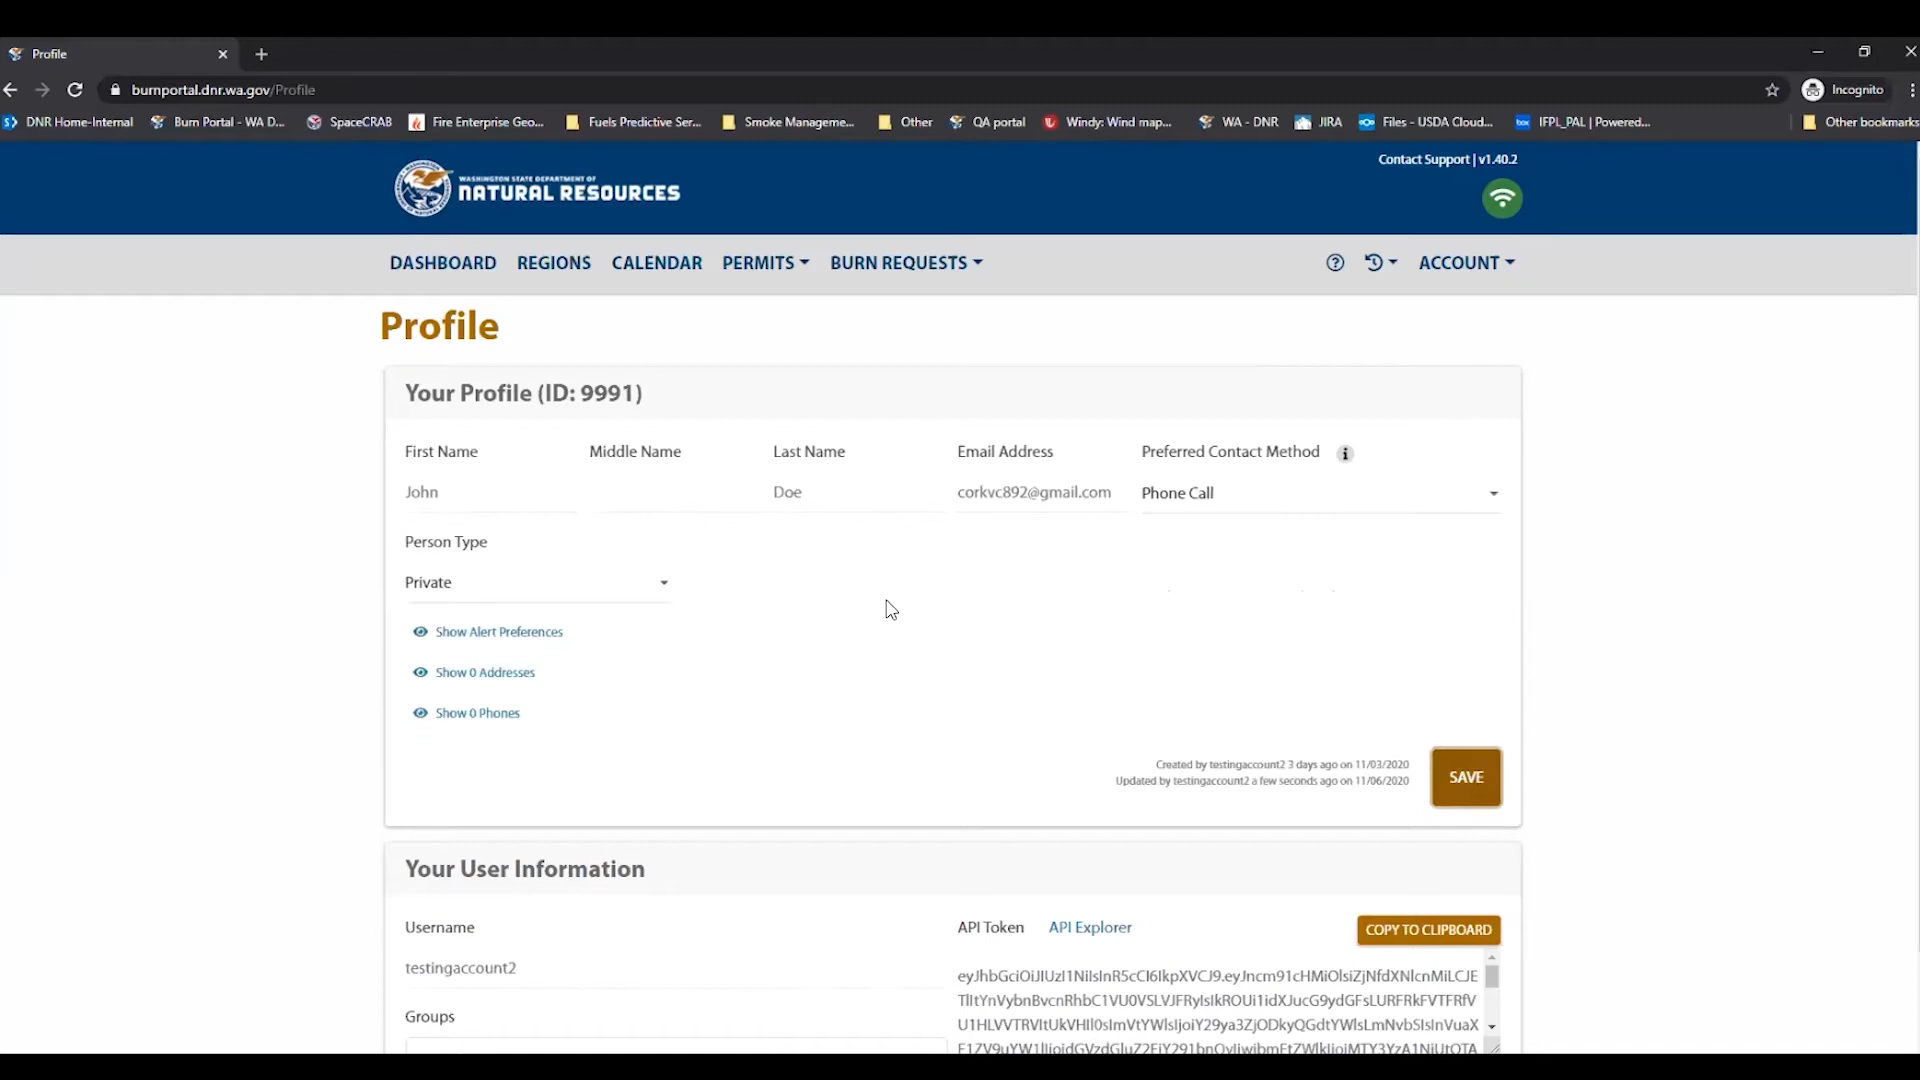 Profile
burnportal.dnr.wa.gov/Profile
Incognito
DNR Home-Internal Burn Portal - WA D... SpaceCRAB Fire Enterprise Geo... Fuels Predictive Ser... Smoke Manageme... Other QA portal Windy: Wind map... WA - DNR JIRA Files - USDA Cloud... IFPL_PAL | Powered... Other bookmarks
Contact Support | v1.40.2
WASHINGTON STATE DEPARTMENT OF
NATURAL RESOURCES
DASHBOARD REGIONS CALENDAR PERMITS BURN REQUESTS ACCOUNT
Profile
Your Profile (ID: 9991)
First Name Middle Name Last Name Email Address Preferred Contact Method
John Doe corkvc892@gmail.com Phone Call
Person Type
Private
Show Alert Preferences
Show 0 Addresses
Show 0 Phones
Created by testingaccount2 3 days ago on 11/03/2020
Updated by testingaccount2 a few seconds ago on 11/06/2020
SAVE
Your User Information
Username API Token API Explorer COPY TO CLIPBOARD
testingaccount2
Groups